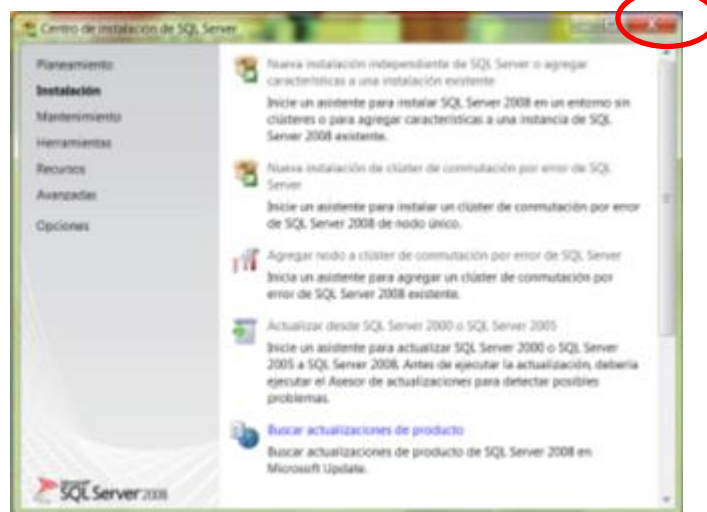 Centro de instalación de SQL Server
Planeamiento
Instalación
Mantenimiento
Herramientas
Recursos
Avanzadas
Opciones
Nueva instalación independiente de SQL Server o agregar
características a una instalación existente
Inicie un asistente para instalar SQL Server 2008 en un entorno sin
clústeres o para agregar características a una instancia de SQL
Server 2008 existente.
Nueva instalación de clúster de conmutación por error de SQL
Server
Inicie un asistente para instalar un clúster de conmutación por error
de SQL Server 2008 de nodo único.
Agregar nodo a clúster de conmutación por error de SQL Server
Inicia un asistente para agregar un clúster de conmutación por
error de SQL Server 2008 existente.
Actualizar desde SQL Server 2000 o SQL Server 2005
Inicie un asistente para actualizar SQL Server 2000 o SQL Server
2005 a SQL Server 2008. Antes de ejecutar la actualización, debería
ejecutar el Asesor de actualizaciones para detectar posibles
problemas.
Buscar actualizaciones de producto
Buscar actualizaciones de producto de SQL Server 2008 en
Microsoft Update.
SQL Server 2008